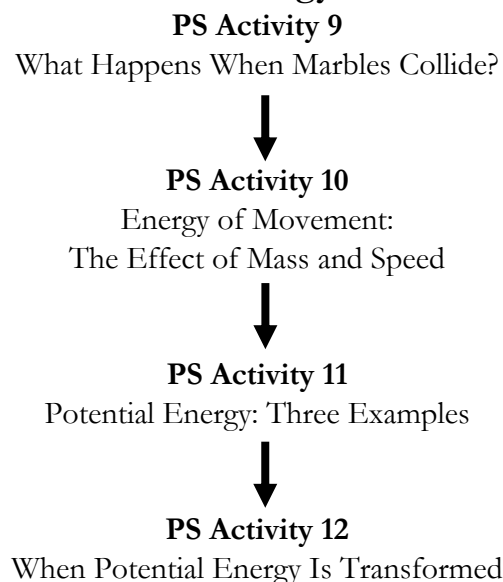 PS Activity 9
What Happens When Marbles Collide?
PS Activity 10
Energy of Movement:
The Effect of Mass and Speed
PS Activity 11
Potential Energy: Three Examples
PS Activity 12
When Potential Energy Is Transformed